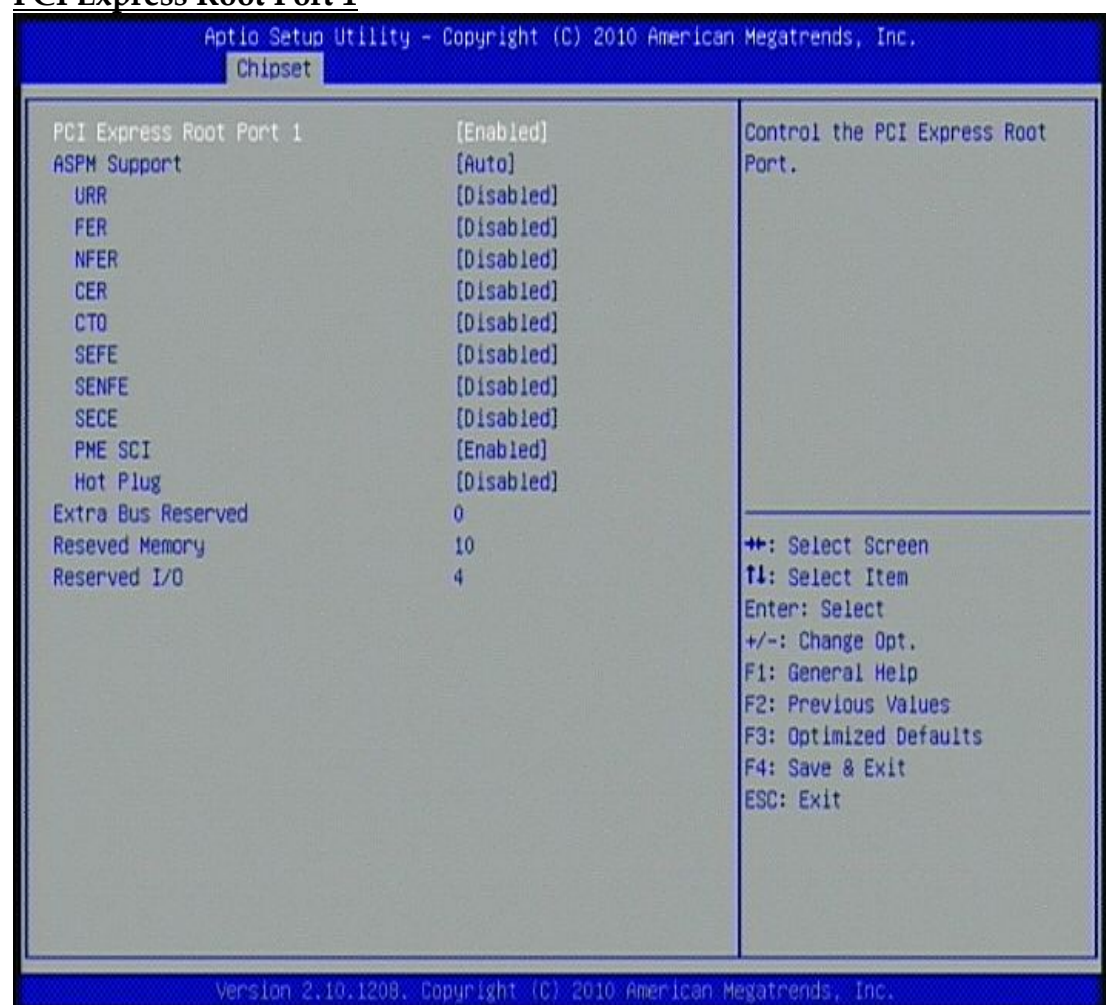 PCI Express Root Port 1
Aptio Setup Utility – Copyright (C) 2010 American Megatrends, Inc.
Chipset
PCI Express Root Port 1 [Enabled]
ASPM Support [Auto]
URR [Disabled]
FER [Disabled]
NFER [Disabled]
CER [Disabled]
CTO [Disabled]
SEFE [Disabled]
SENFE [Disabled]
SECE [Disabled]
PME SCI [Enabled]
Hot Plug [Disabled]
Extra Bus Reserved 0
Reseved Memory 10
Reserved I/O 4
Control the PCI Express Root
Port.
→←: Select Screen
↑↓: Select Item
Enter: Select
+/-: Change Opt.
F1: General Help
F2: Previous Values
F3: Optimized Defaults
F4: Save & Exit
ESC: Exit
Version 2.10.1208. Copyright (C) 2010 American Megatrends, Inc.